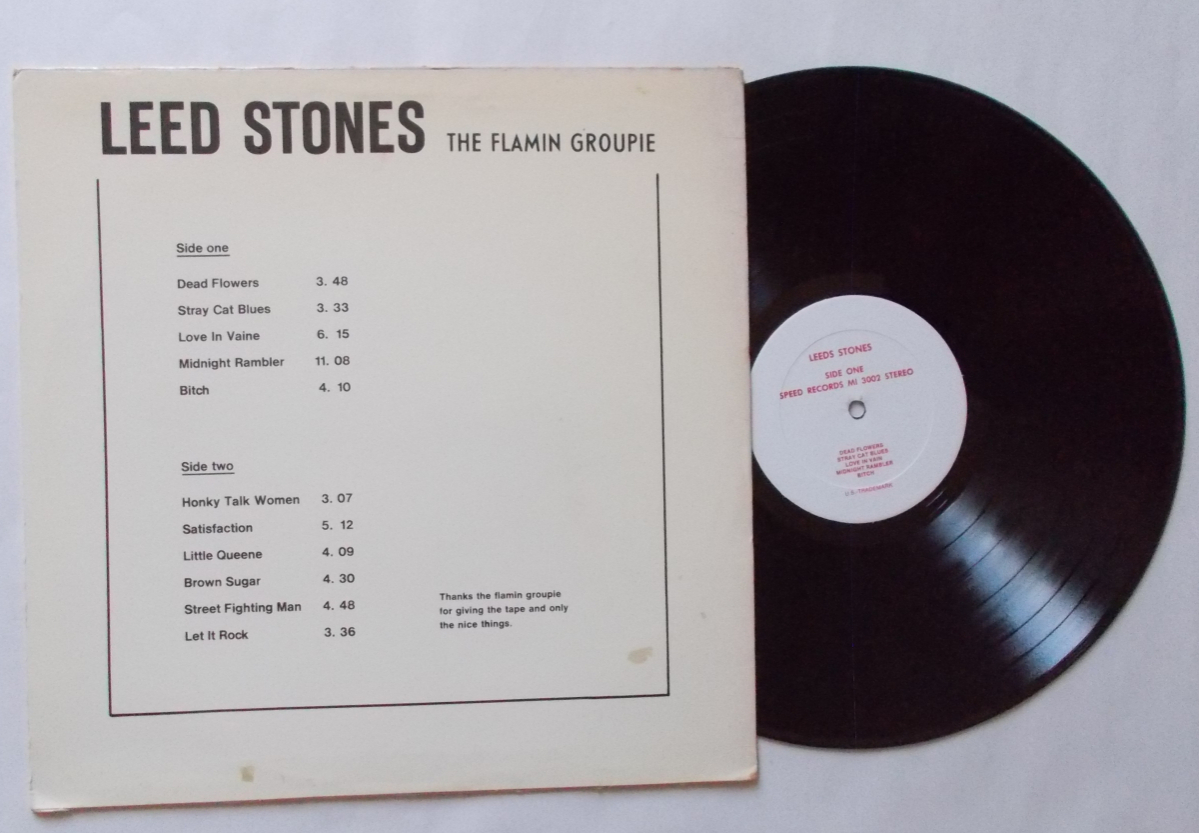 LEED STONES THE FLAMIN GROUPIE
Side one
Dead Flowers 3. 48
Stray Cat Blues 3. 33
Love In Vaine 6. 15
Midnight Rambler 11. 08
Bitch 4. 10
Side two
Honky Talk Women 3. 07
Satisfaction 5. 12
Little Queene 4. 09
Brown Sugar 4. 30
Street Fighting Man 4. 48
Let It Rock 3. 36
Thanks the flamin groupie
for giving the tape and only
the nice things.
LEEDS STONES
SIDE ONE
SPEED RECORDS MI 3002 STEREO
DEAD FLOWERS
STRAY CAT BLUES
LOVE IN VAIN
MIDNIGHT RAMBLER
BITCH
U.S. TRADEMARK